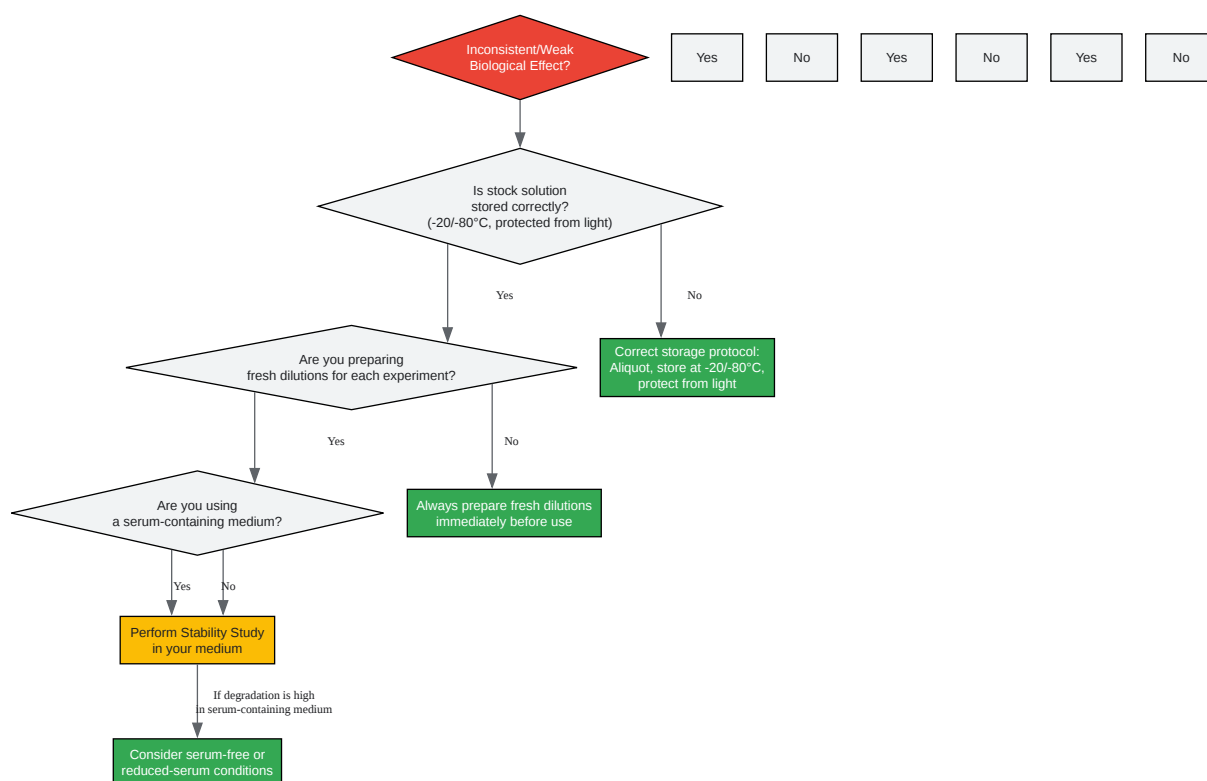 Inconsistent/Weak
Biological Effect?
Yes
No
Yes
No
Yes
No
Is stock solution
stored correctly?
(-20/-80°C, protected from light)
Yes
No
Are you preparing
fresh dilutions for each experiment?
Correct storage protocol:
Aliquot, store at -20/-80°C,
protect from light
Yes
No
Are you using
a serum-containing medium?
Always prepare fresh dilutions
immediately before use
Yes
No
Perform Stability Study
in your medium
If degradation is high
in serum-containing medium
Consider serum-free or
reduced-serum conditions